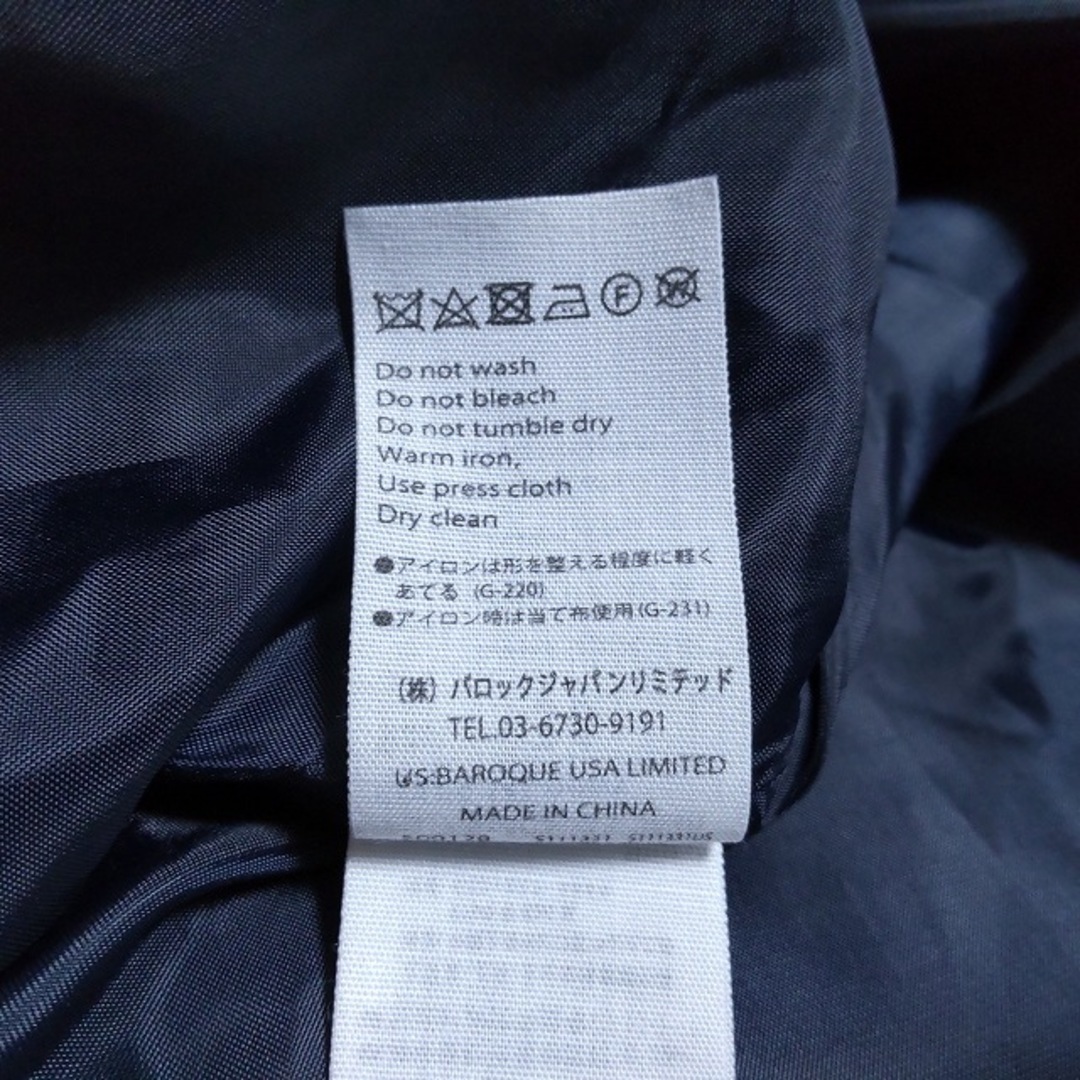 F W
Do not wash
Do not bleach
Do not tumble dry
Warm iron,
Use press cloth
Dry clean
●アイロンは形を整える程度に軽く
あてる (G-220)
●アイロン時は当て布使用(G-231)
(株) バロックジャパンリミテッド
TEL.03-6730-9191
US:BAROQUE USA LIMITED
MADE IN CHINA